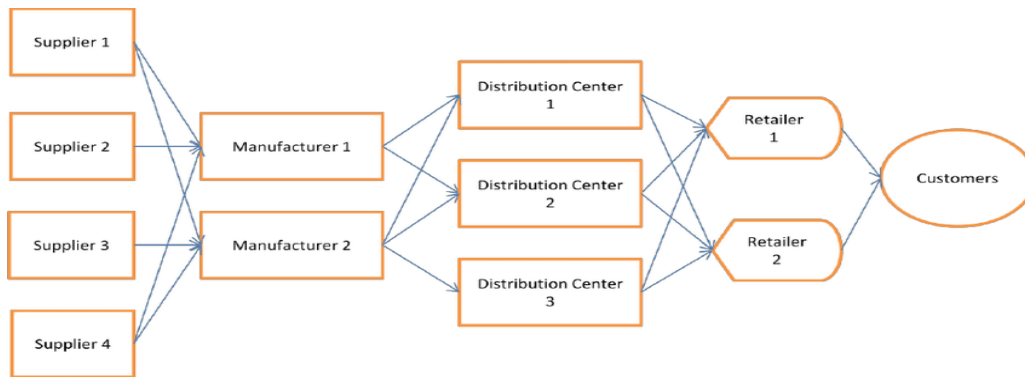 Supplier 1
Supplier 2
Supplier 3
Supplier 4
Manufacturer 1
Manufacturer 2
Distribution Center
1
Distribution Center
2
Distribution Center
3
Retailer
1
Retailer
2
Customers